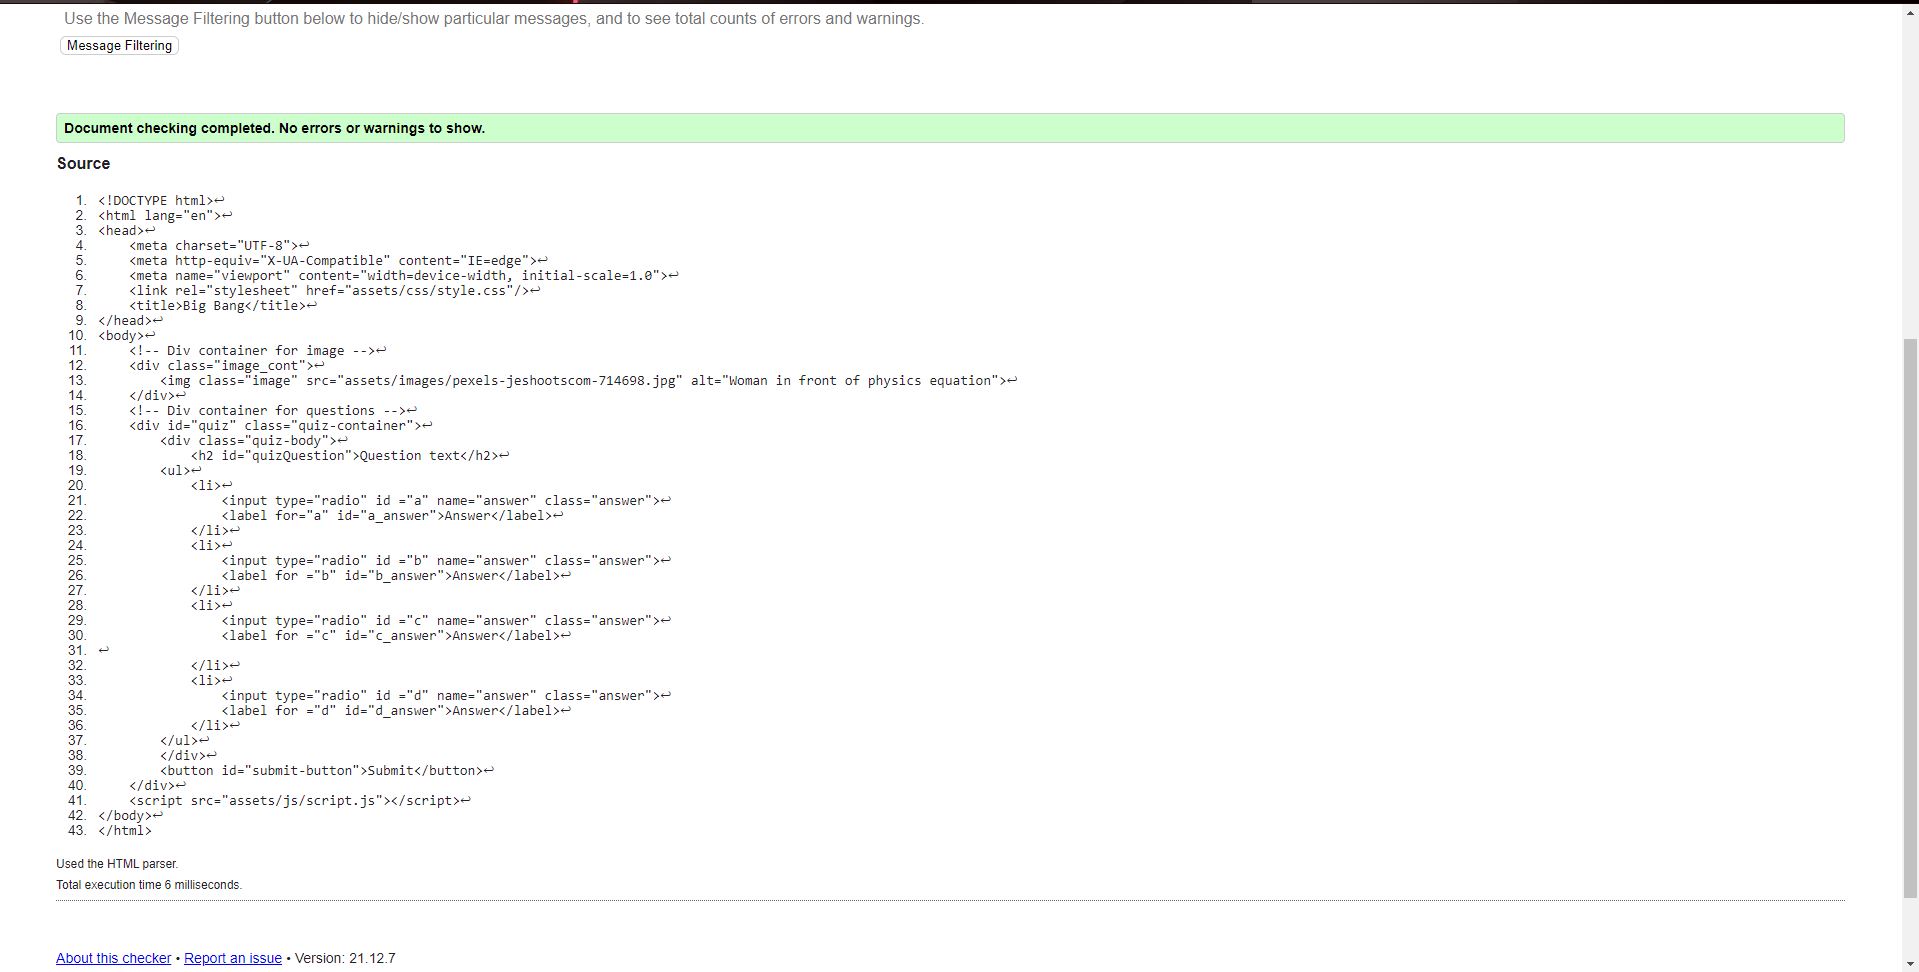 Use the Message Filtering button below to hide/show particular messages, and to see total counts of errors and warnings.
Message Filtering
Document checking completed. No errors or warnings to show.
Source
1. <!DOCTYPE html>↩
2. <html lang="en">↩
3. <head>↩
4.     <meta charset="UTF-8">↩
5.     <meta http-equiv="X-UA-Compatible" content="IE=edge">↩
6.     <meta name="viewport" content="width=device-width, initial-scale=1.0">↩
7.     <link rel="stylesheet" href="assets/css/style.css"/>↩
8.     <title>Big Bang</title>↩
9. </head>↩
10. <body>↩
11.     <!-- Div container for image -->↩
12.     <div class="image_cont">↩
13.         <img class="image" src="assets/images/pexels-jeshootscom-714698.jpg" alt="Woman in front of physics equation">↩
14.     </div>↩
15.     <!-- Div container for questions -->↩
16.     <div id="quiz" class="quiz-container">↩
17.         <div class="quiz-body">↩
18.             <h2 id="quizQuestion">Question text</h2>↩
19.         <ul>↩
20.             <li>↩
21.                 <input type="radio" id ="a" name="answer" class="answer">↩
22.                 <label for="a" id="a_answer">Answer</label>↩
23.             </li>↩
24.             <li>↩
25.                 <input type="radio" id ="b" name="answer" class="answer">↩
26.                 <label for ="b" id="b_answer">Answer</label>↩
27.             </li>↩
28.             <li>↩
29.                 <input type="radio" id ="c" name="answer" class="answer">↩
30.                 <label for ="c" id="c_answer">Answer</label>↩
31. ↩
32.             </li>↩
33.             <li>↩
34.                 <input type="radio" id ="d" name="answer" class="answer">↩
35.                 <label for ="d" id="d_answer">Answer</label>↩
36.             </li>↩
37.         </ul>↩
38.         </div>↩
39.         <button id="submit-button">Submit</button>↩
40.     </div>↩
41.     <script src="assets/js/script.js"></script>↩
42. </body>↩
43. </html>
Used the HTML parser.
Total execution time 6 milliseconds.
About this checker • Report an issue • Version: 21.12.7